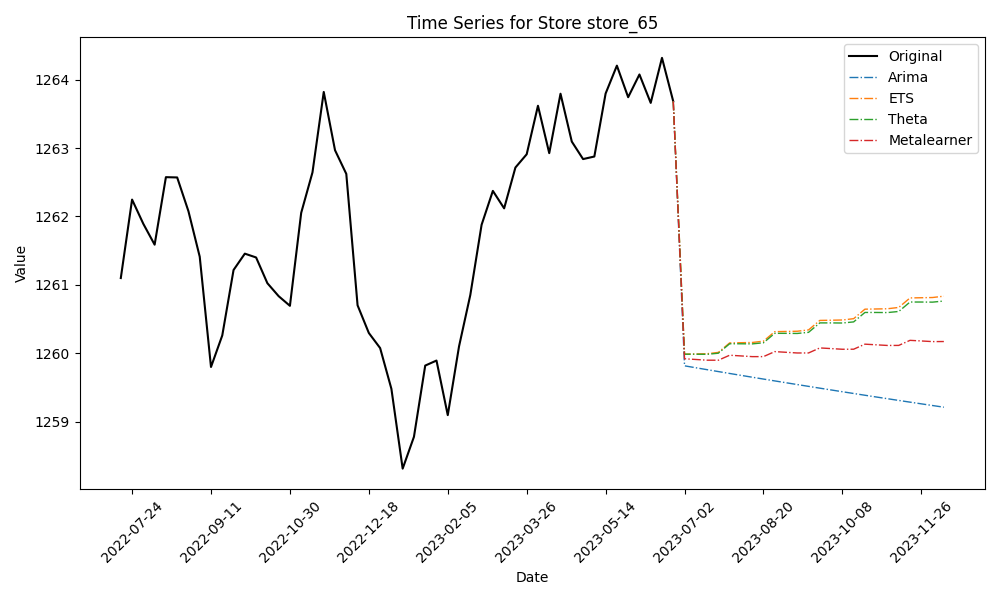 Time Series for Store store_65
Value
1264
1263
1262
1261
1260
1259
Original
Arima
ETS
Theta
Metalearner
2022-07-24
2022-09-11
2022-10-30
2022-12-18
2023-02-05
2023-03-26
2023-05-14
2023-07-02
2023-08-20
2023-10-08
2023-11-26
Date